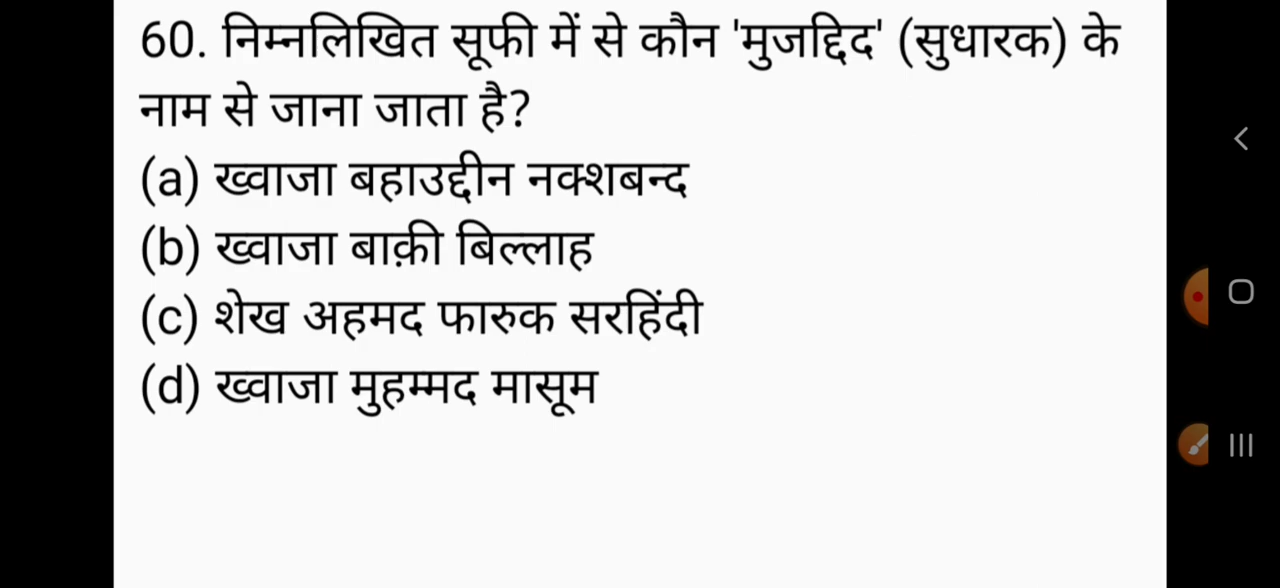 60. निम्नलिखित सूफी में से कौन 'मुजद्दिद' (सुधारक) के
नाम से जाना जाता है?
(a) ख्वाजा बहाउद्दीन नक्शबन्द
(b) ख्वाजा बाक़ी बिल्लाह
(c) शेख अहमद फारुक सरहिंदी
(d) ख्वाजा मुहम्मद मासूम